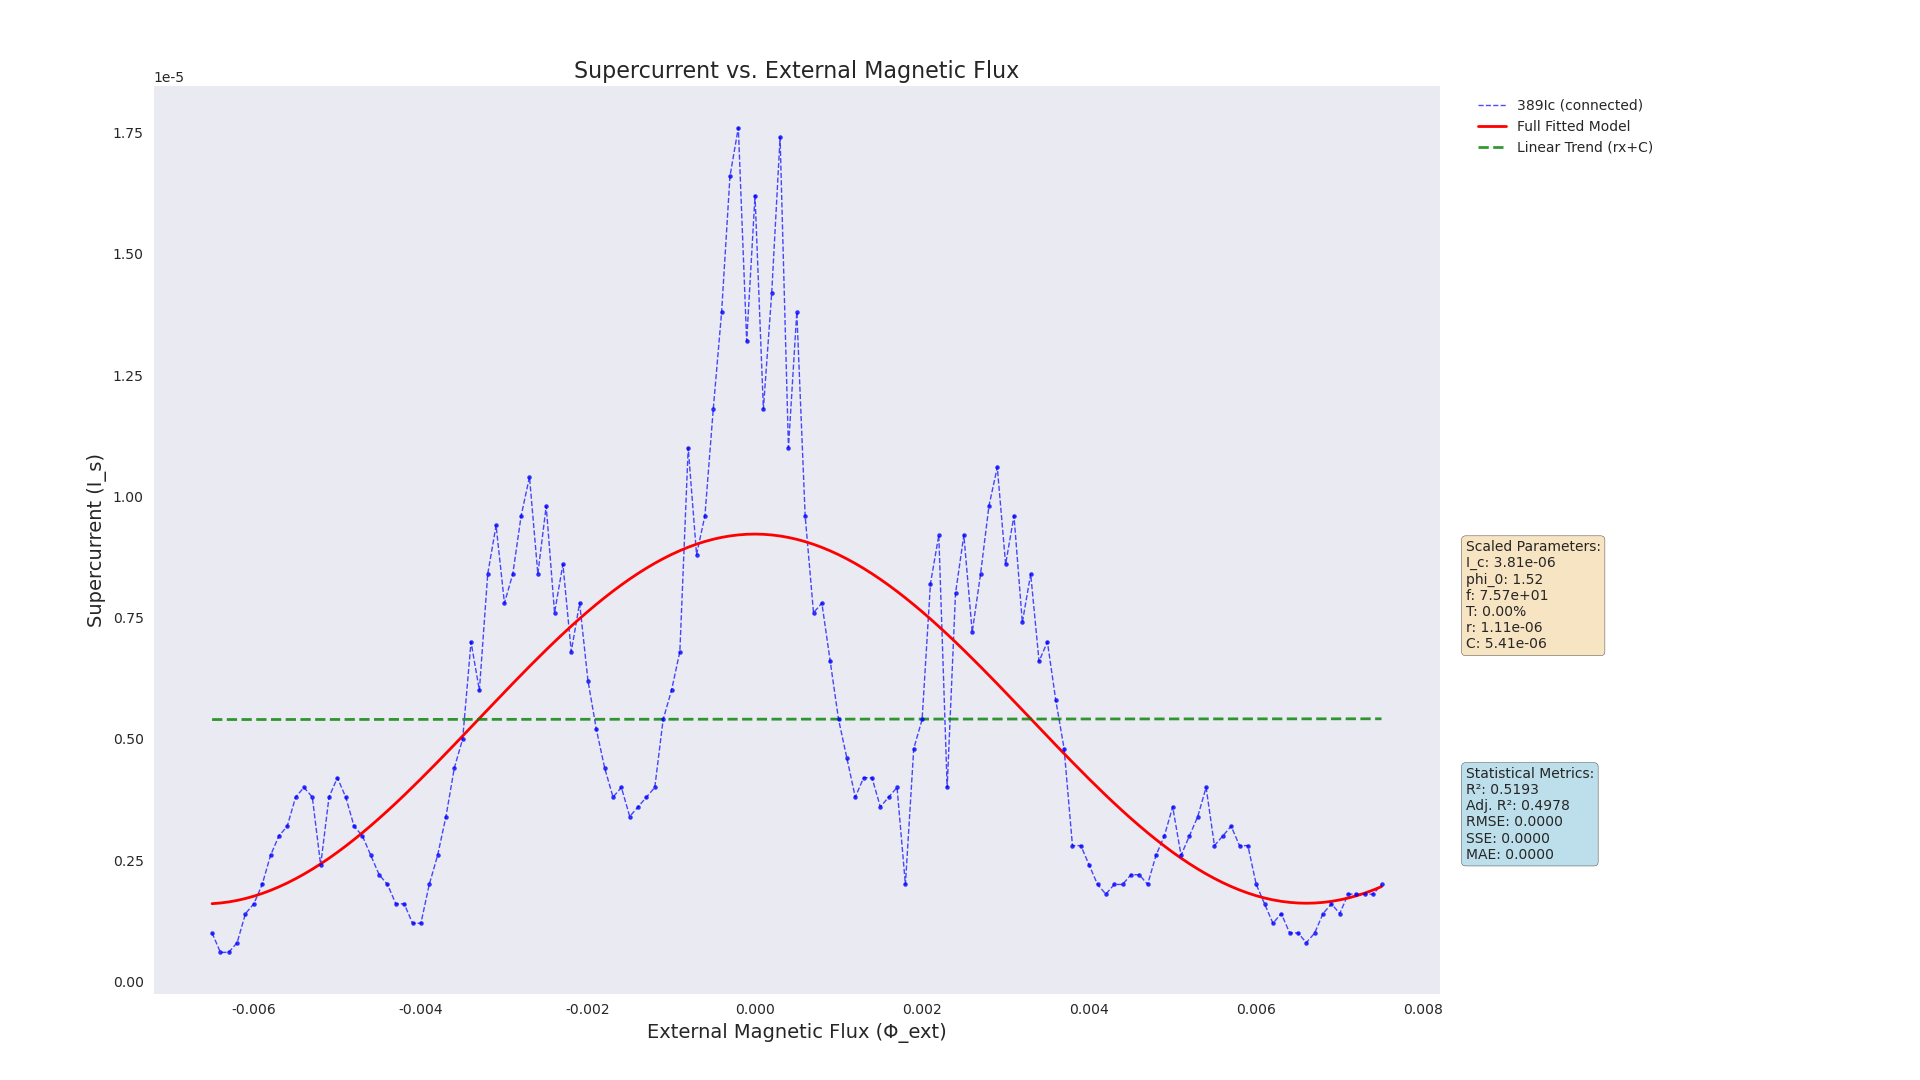 Supercurrent vs. External Magnetic Flux
1e-5
1.75
1.50
1.25
1.00
0.75
0.50
0.25
0.00
Supercurrent (I_s)
-0.006
-0.004
-0.002
0.000
0.002
0.004
0.006
0.008
External Magnetic Flux (Φ_ext)
389Ic (connected)
Full Fitted Model
Linear Trend (rx+C)
Scaled Parameters:
I_c: 3.81e-06
phi_0: 1.52
f: 7.57e+01
T: 0.00%
r: 1.11e-06
C: 5.41e-06
Statistical Metrics:
R²: 0.5193
Adj. R²: 0.4978
RMSE: 0.0000
SSE: 0.0000
MAE: 0.0000